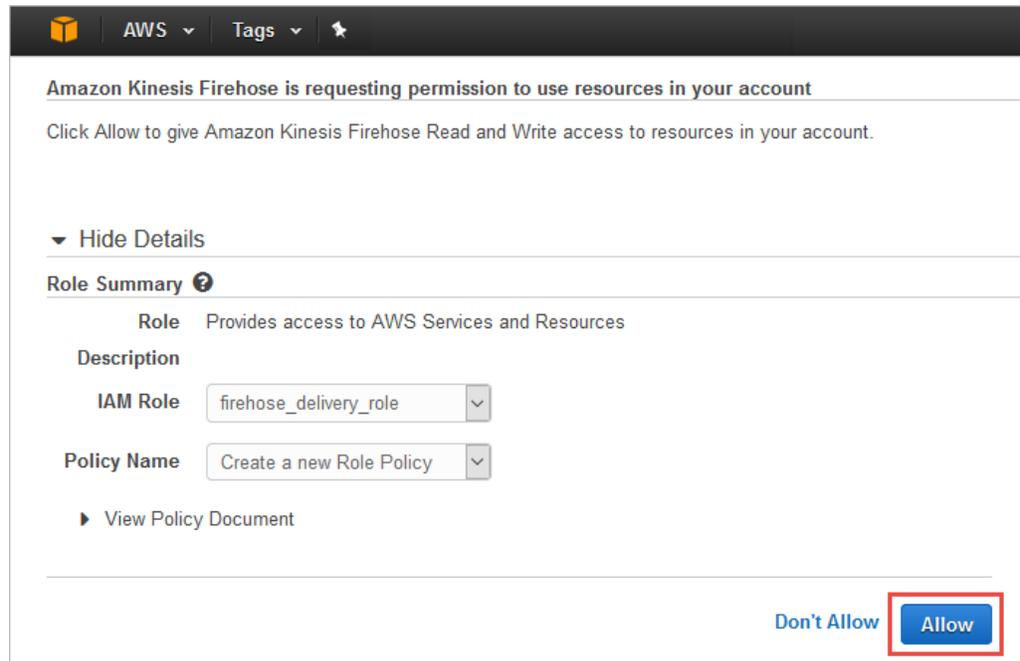 AWS Tags
Amazon Kinesis Firehose is requesting permission to use resources in your account
Click Allow to give Amazon Kinesis Firehose Read and Write access to resources in your account.
Hide Details
Role Summary
Role Provides access to AWS Services and Resources
Description
IAM Role firehose_delivery_role
Policy Name Create a new Role Policy
View Policy Document
Don't Allow Allow